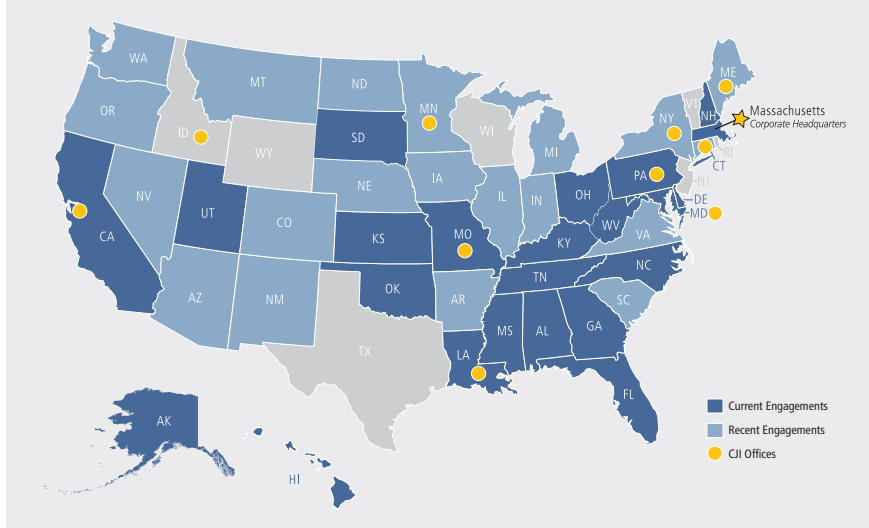 WA
MT
ND
MN
ME
OR
ID
SD
WI
MI
NY
VT
NH
Massachusetts
Corporate Headquarters
WY
RI
CT
NV
NE
IA
PA
NJ
UT
CO
IL
IN
OH
DE
MD
CA
KS
MO
WV
VA
KY
NC
AZ
NM
OK
AR
TN
SC
TX
MS
AL
GA
LA
FL
AK
HI
Current Engagements
Recent Engagements
CJI Offices